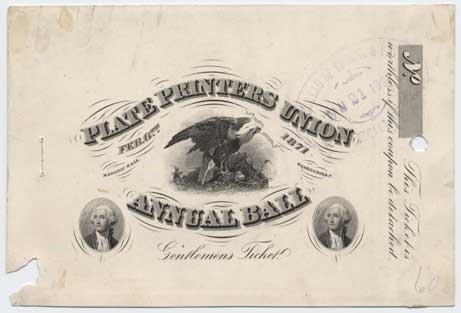 PLATE PRINTERS UNION
FEB. 6TH 1871
MASONIC HALL
ANNUAL BALL
Gentlemens Ticket.
No.
This Ticket is
worthless if this coupon be detached
60